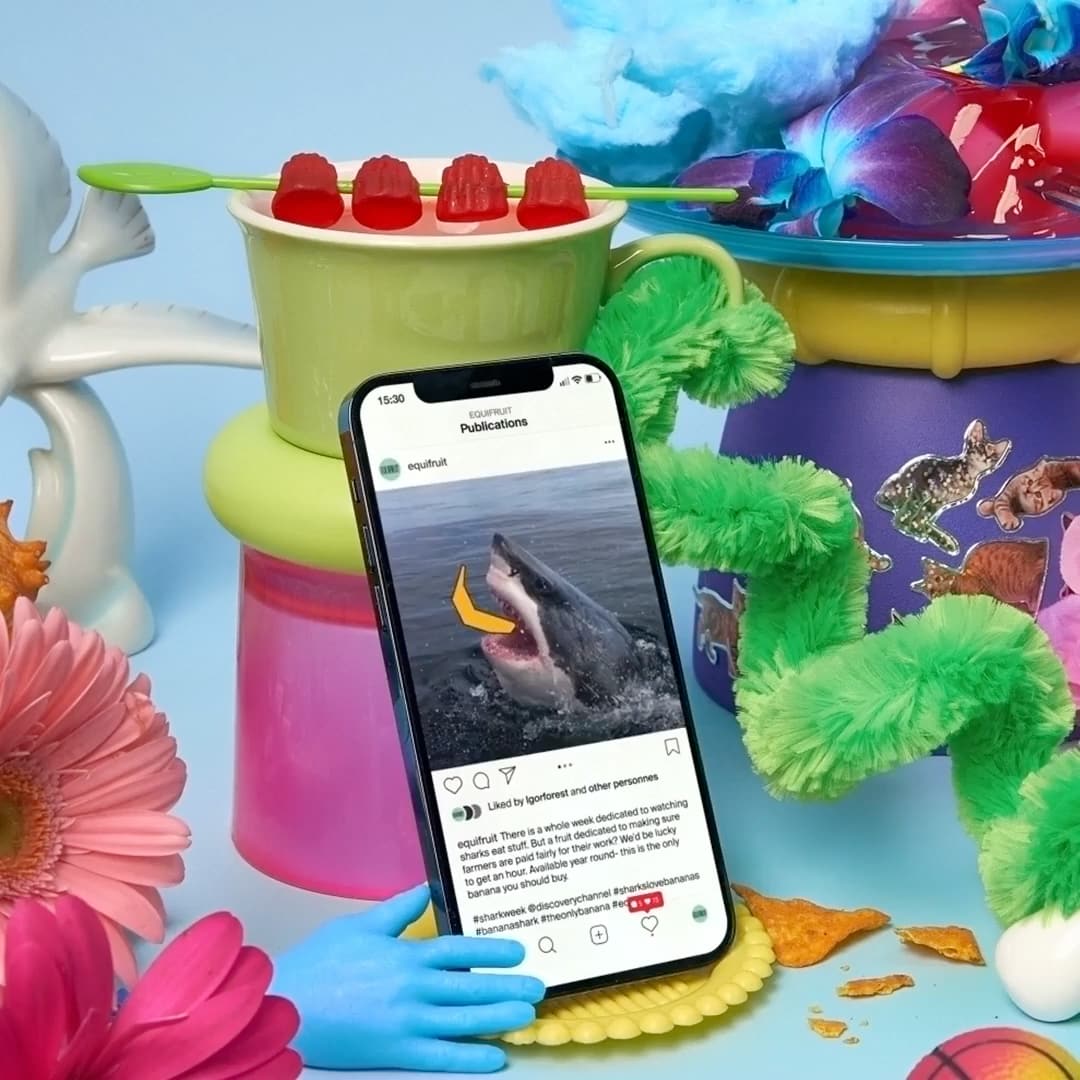 15:30
EQUIFRUIT
Publications
equifruit
Liked by lgorforest and other personnes
equifruit There is a whole week dedicated to watching
sharks eat stuff. But a fruit dedicated to making sure
farmers are paid fairly for their work? We'd be lucky
to get an hour. Available year round- this is the only
banana you should buy.
#sharkweek @discoverychannel #sharkslovebananas
#bananashark #theonlybanana